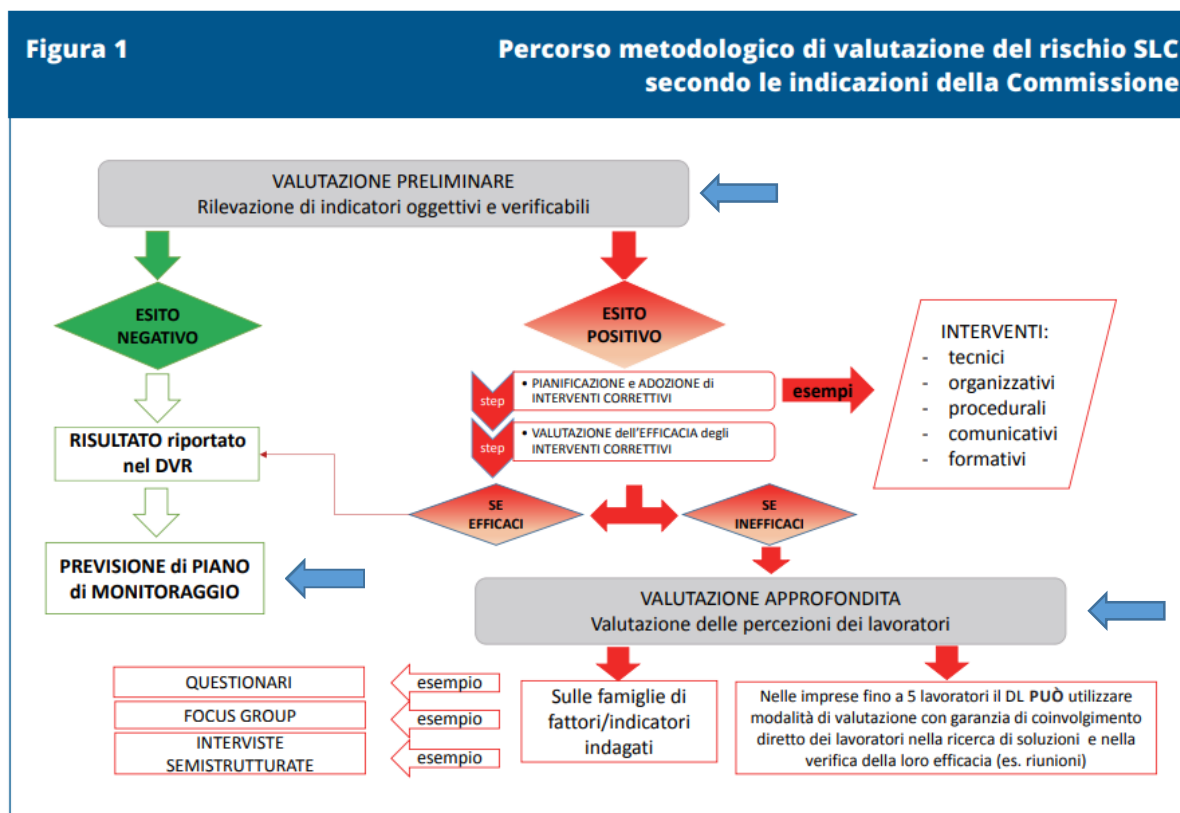 Figura 1
Percorso metodologico di valutazione del rischio SLC
secondo le indicazioni della Commissione
VALUTAZIONE PRELIMINARE
Rilevazione di indicatori oggettivi e verificabili
ESITO
NEGATIVO
ESITO
POSITIVO
INTERVENTI:
- tecnici
- organizzativi
- procedurali
- comunicativi
- formativi
step
• PIANIFICAZIONE e ADOZIONE di
INTERVENTI CORRETTIVI
esempi
step
• VALUTAZIONE dell'EFFICACIA degli
INTERVENTI CORRETTIVI
RISULTATO riportato
nel DVR
SE
EFFICACI
SE
INEFFICACI
PREVISIONE di PIANO
di MONITORAGGIO
VALUTAZIONE APPROFONDITA
Valutazione delle percezioni dei lavoratori
QUESTIONARI
esempio
FOCUS GROUP
esempio
INTERVISTE
SEMISTRUTTURATE
esempio
Sulle famiglie di
fattori/indicatori
indagati
Nelle imprese fino a 5 lavoratori il DL PUÒ utilizzare
modalità di valutazione con garanzia di coinvolgimento
diretto dei lavoratori nella ricerca di soluzioni e nella
verifica della loro efficacia (es. riunioni)